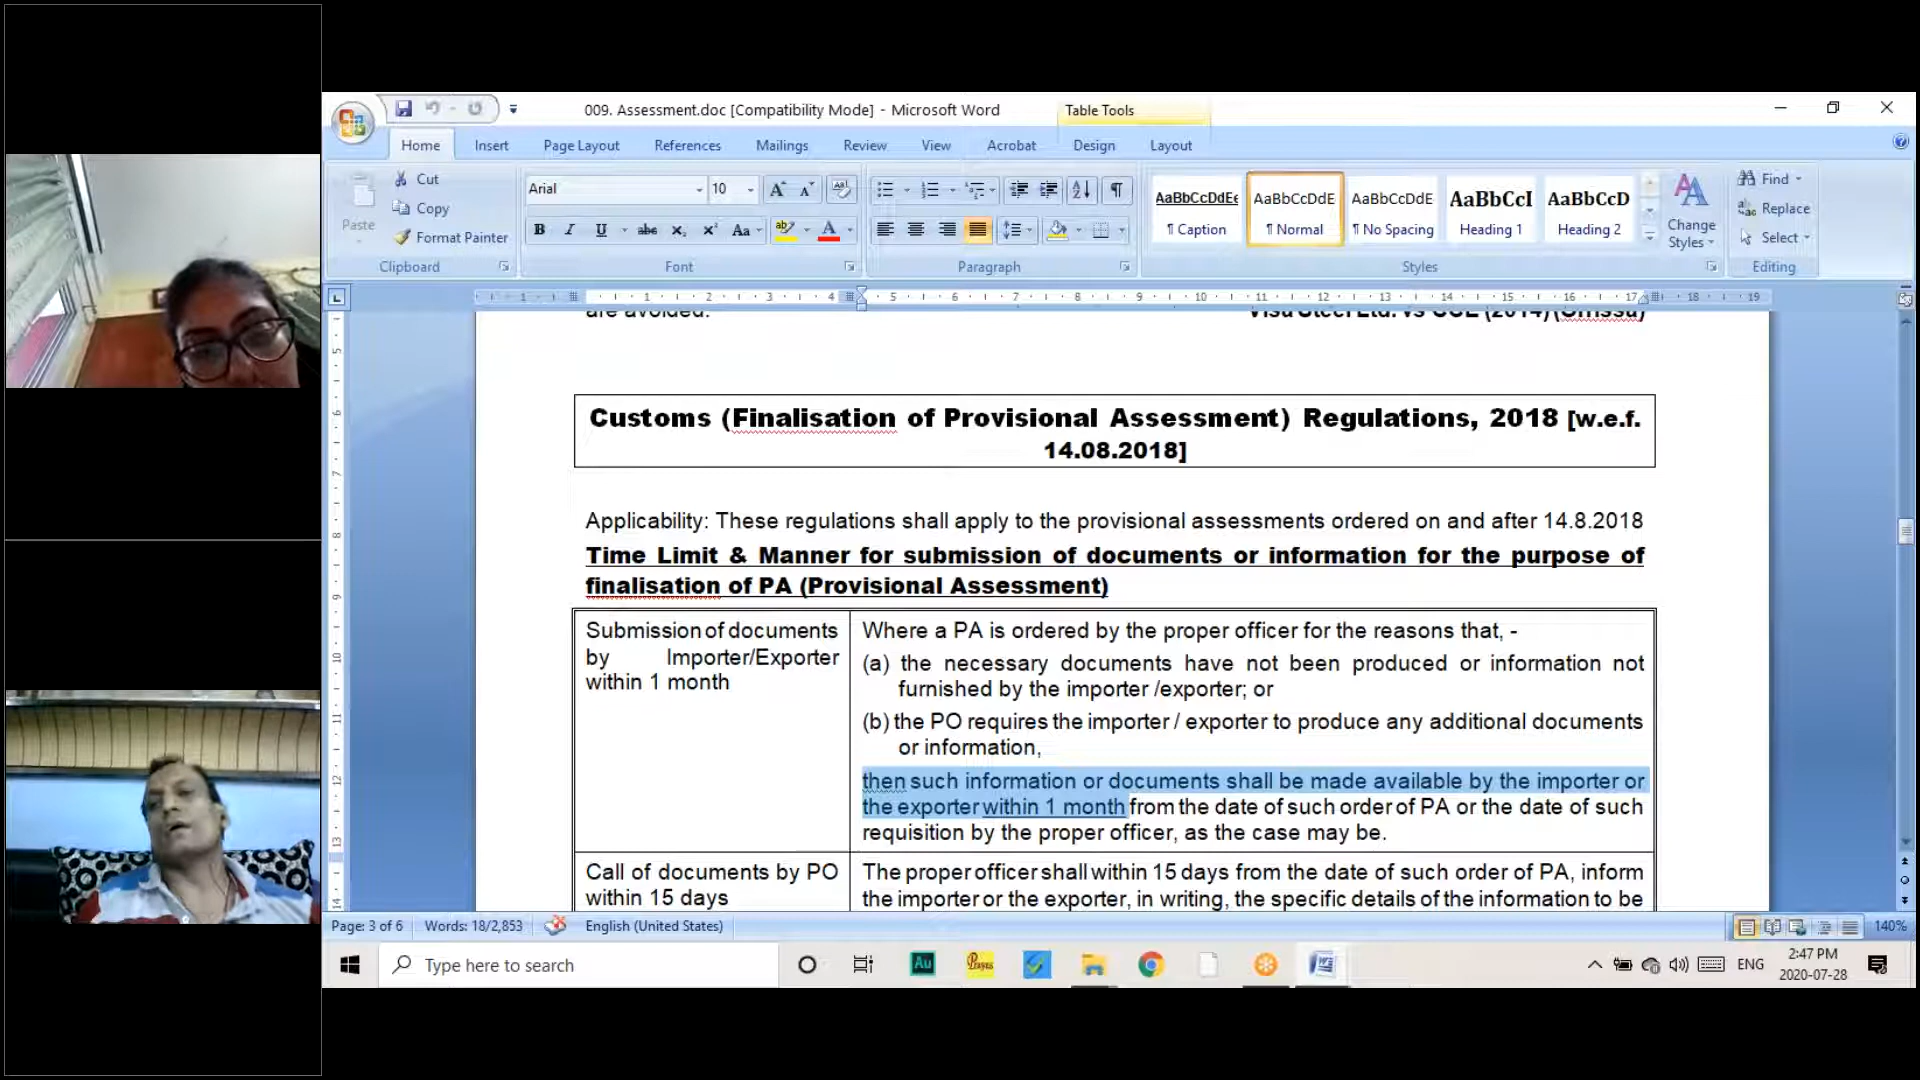 009. Assessment.doc [Compatibility Mode] - Microsoft Word
Table Tools
Home Insert Page Layout References Mailings Review View Acrobat Design Layout
Paste
Cut
Copy
Format Painter
Clipboard
Arial 10
Font
Paragraph
AaBbCcDdEe AaBbCcDdE AaBbCcDdE AaBbCcI AaBbCcD
¶ Caption ¶ Normal ¶ No Spacing Heading 1 Heading 2
Change
Styles
Styles
Find
Replace
Select
Editing
are avoided. Visa Steel Ltd. vs CCE (2014) (Orissa)
Customs (Finalisation of Provisional Assessment) Regulations, 2018 [w.e.f.
14.08.2018]
Applicability: These regulations shall apply to the provisional assessments ordered on and after 14.8.2018
Time Limit & Manner for submission of documents or information for the purpose of
finalisation of PA (Provisional Assessment)
Submission of documents
by Importer/Exporter
within 1 month
Where a PA is ordered by the proper officer for the reasons that, -
(a) the necessary documents have not been produced or information not
furnished by the importer /exporter; or
(b) the PO requires the importer / exporter to produce any additional documents
or information,
then such information or documents shall be made available by the importer or
the exporter within 1 month from the date of such order of PA or the date of such
requisition by the proper officer, as the case may be.
Call of documents by PO
within 15 days
The proper officer shall within 15 days from the date of such order of PA, inform
the importer or the exporter, in writing, the specific details of the information to be
Page: 3 of 6 Words: 18/2,853 English (United States) 140%
Type here to search
Au
ENG
2:47 PM
2020-07-28